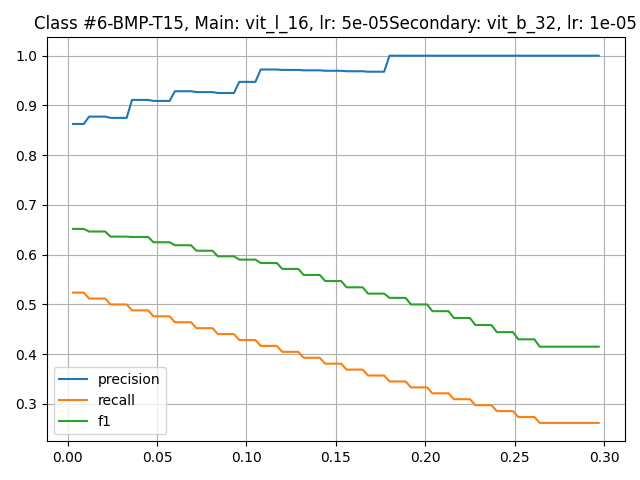 Class #6-BMP-T15, Main: vit_l_16, lr: 5e-05Secondary: vit_b_32, lr: 1e-05
1.0
0.9
0.8
0.7
0.6
0.5
0.4
0.3
precision
recall
f1
0.00 0.05 0.10 0.15 0.20 0.25 0.30